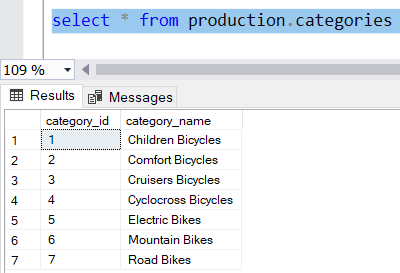 select * from production.categories
109 %
Results Messages
category_id category_name
1 1 Children Bicycles
2 2 Comfort Bicycles
3 3 Cruisers Bicycles
4 4 Cyclocross Bicycles
5 5 Electric Bikes
6 6 Mountain Bikes
7 7 Road Bikes